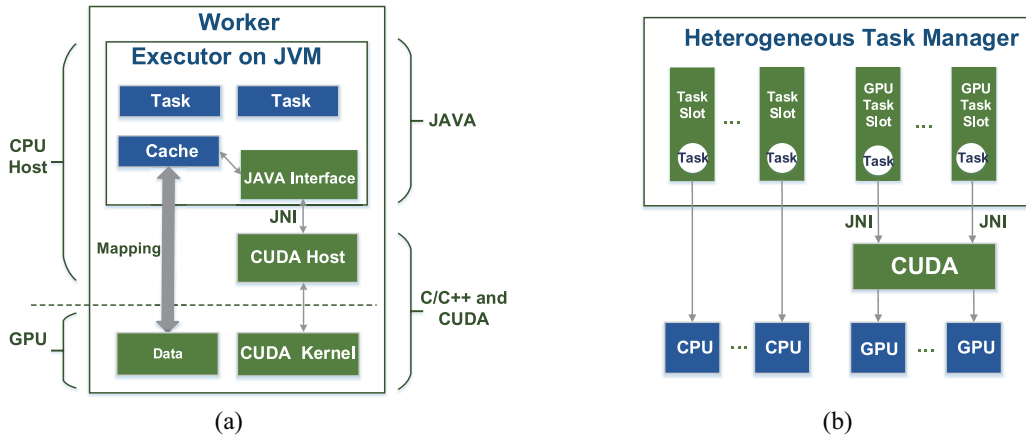 Worker
Executor on JVM
Task Task
Cache
JAVA Interface
JNI
Mapping
CUDA Host
Data
CUDA Kernel
CPU
Host
GPU
JAVA
C/C++ and
CUDA
(a)
Heterogeneous Task Manager
Task
Slot
Task
...
Task
Slot
Task
GPU
Task
Slot
Task
...
GPU
Task
Slot
Task
JNI JNI
CUDA
CPU ... CPU GPU ... GPU
(b)